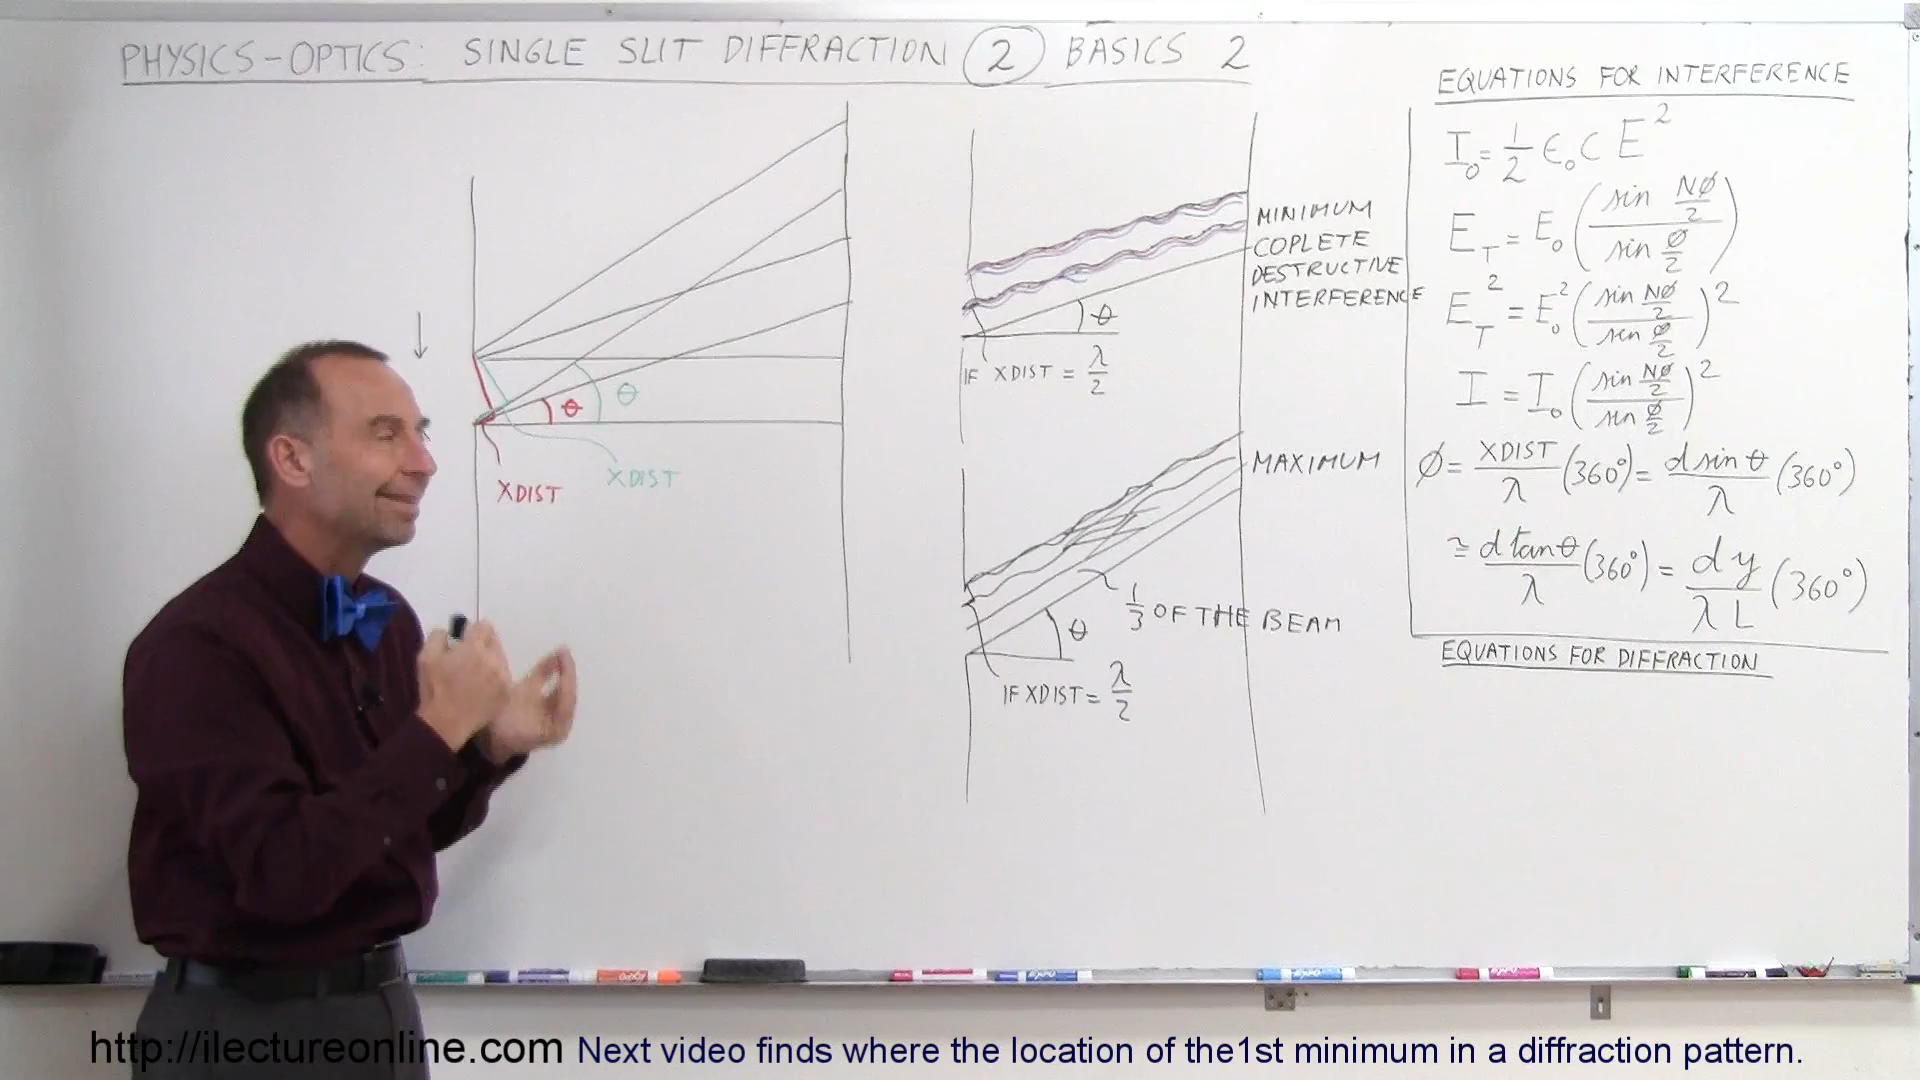 PHYSICS-OPTICS: SINGLE SLIT DIFFRACTION (2) BASICS 2
θ
θ
XDIST
XDIST
MINIMUM
COPLETE
DESTRUCTIVE
INTERFERENCE
θ
IF XDIST = λ/2
MAXIMUM
1/3 OF THE BEAM
θ
IF XDIST = λ/2
EQUATIONS FOR INTERFERENCE
I₀ = 1/2 ε₀ C E²
E_T = E₀ (sin NØ/2 / sin Ø/2)
E_T² = E₀² (sin NØ/2 / sin Ø/2)²
I = I₀ (sin NØ/2 / sin Ø/2)²
Ø = XDIST/λ (360°) = d sin θ/λ (360°)
≅ d tan θ/λ (360°) = d y/λ L (360°)
EQUATIONS FOR DIFFRACTION
http://ilectureonline.com Next video finds where the location of the1st minimum in a diffraction pattern.